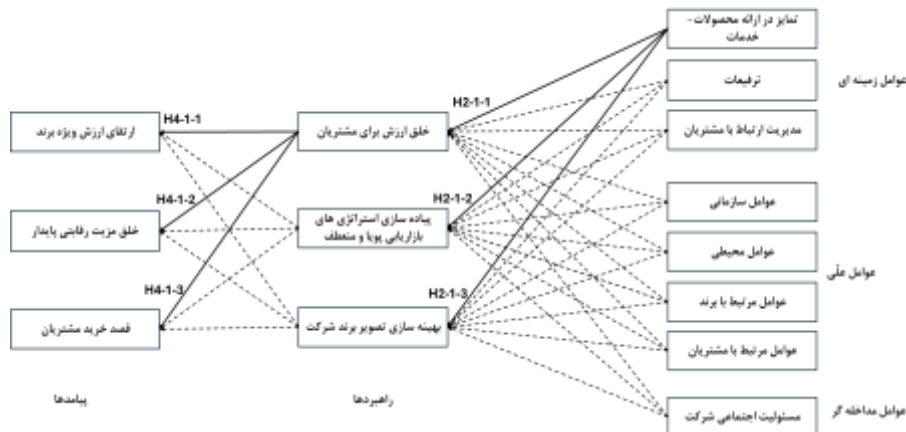 تمایز در ارائه محصولات-
خدمات
ترفیعات
عوامل زمینه ای
مدیریت ارتباط با مشتریان
عوامل سازمانی
عوامل محیطی
عوامل علّی
عوامل مرتبط با برند
عوامل مرتبط با مشتریان
مسئولیت اجتماعی شرکت
عوامل مداخله گر
H2-1-1
خلق ارزش برای مشتریان
H2-1-2
پیاده سازی استراتژی های
بازاریابی پویا و منعطف
H2-1-3
بهینه سازی تصویر برند شرکت
راهبردها
H4-1-1
ارتقای ارزش ویژه برند
H4-1-2
خلق مزیت رقابتی پایدار
H4-1-3
قصد خرید مشتریان
پیامدها